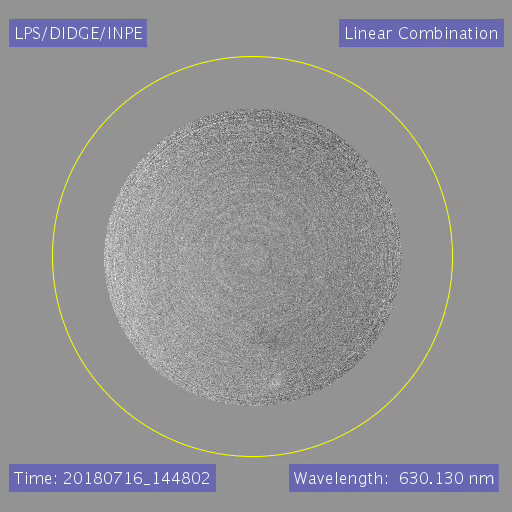 LPS/DIDGE/INPE
Linear Combination
Time: 20180716_144802
Wavelength:  630.130 nm